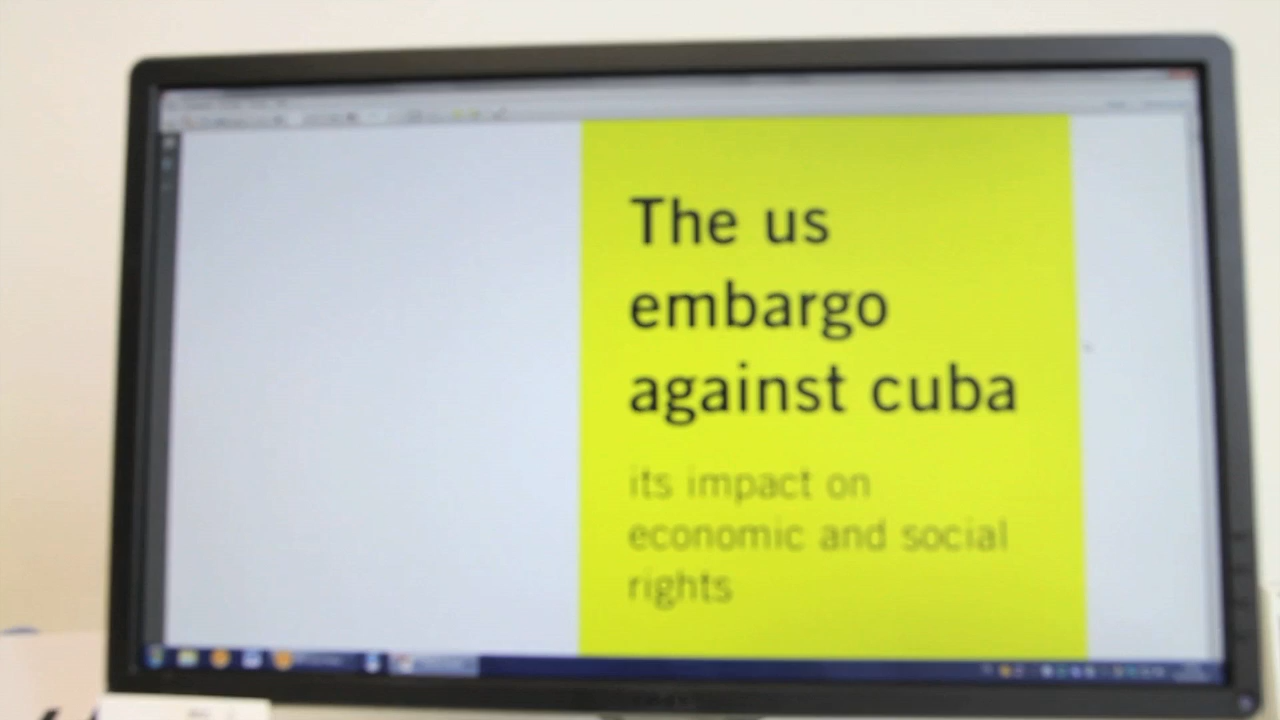 The us
embargo
against cuba
its impact on
economic and social
rights